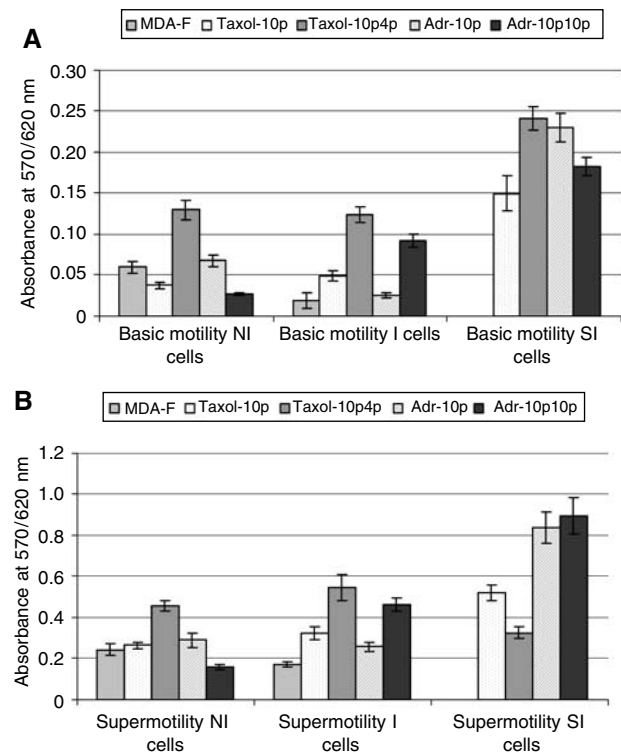 MDA-F Taxol-10p Taxol-10p4p Adr-10p Adr-10p10p
A
Absorbance at 570/620 nm
0.30
0.25
0.20
0.15
0.10
0.05
0
Basic motility NI cells
Basic motility I cells
Basic motility SI cells
B
MDA-F Taxol-10p Taxol-10p4p Adr-10p Adr-10p10p
Absorbance at 570/620 nm
1.2
1.0
0.8
0.6
0.4
0.2
0
Supermotility NI cells
Supermotility I cells
Supermotility SI cells